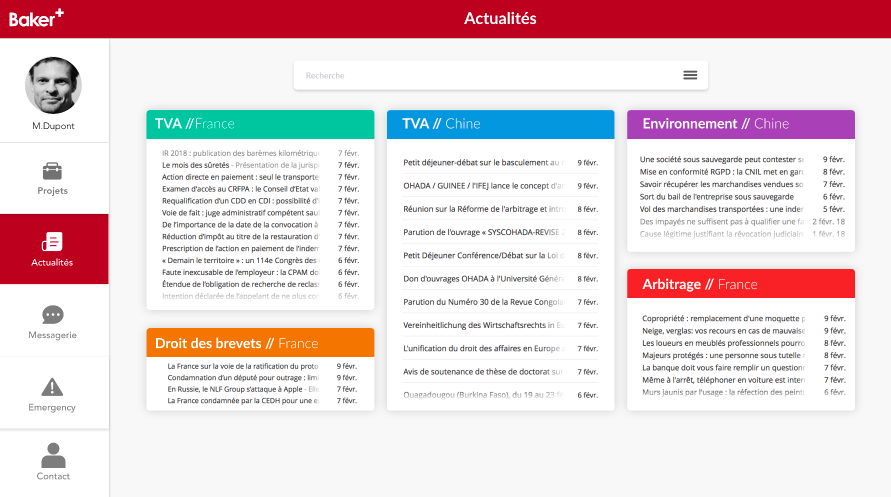 Baker+
Actualités
M.Dupont
Projets
Actualités
Messagerie
Emergency
Contact
Recherche
TVA //France
IR 2018 : publication des barèmes kilométrique 7 févr.
Le mois des sûretés - Présentation de la jurisp 7 févr.
Action directe en paiement : seul le transporte 7 févr.
Examen d'accès au CRFPA : le Conseil d'Etat val 7 févr.
Requalification d'un CDD en CDI : possibilité d' 7 févr.
Voie de fait : juge administratif compétent sauf 7 févr.
De l'importance de la date de la convocation à 7 févr.
Réduction d'impôt au titre de la restauration d' 7 févr.
Prescription de l'action en paiement de l'indem 7 févr.
« Demain le territoire » : un 114e Congrès des 6 févr.
Faute inexcusable de l'employeur : la CPAM do 6 févr.
Étendue de l'obligation de recherche de reclas 6 févr.
Intention déclarée de l'appelant de ne plus co 6 févr.
Droit des brevets // France
La France sur la voie de la ratification du proto 9 févr.
Condamnation d'un député pour outrage : limi 9 févr.
En Russie, le NLF Group s'attaque à Apple - Elle 7 févr.
La France condamnée par la CEDH pour une e 7 févr.
TVA // Chine
Petit déjeuner-débat sur le basculement au 9 févr.
OHADA / GUINEE / l'IFEJ lance le concept d'a 9 févr.
Réunion sur la Réforme de l'arbitrage et intr 8 févr.
Parution de l'ouvrage « SYSCOHADA-REVISE 8 févr.
Petit Déjeuner Conférence/Débat sur la Loi d 8 févr.
Don d'ouvrages OHADA à l'Université Généra 8 févr.
Parution du Numéro 30 de la Revue Congola 7 févr.
Vereinheitlichung des Wirtschaftsrechts in E 7 févr.
L'unification du droit des affaires en Europe 7 févr.
Avis de soutenance de thèse de doctorat sur 7 févr.
Ouagadougou (Burkina Faso), du 19 au 23 fé 6 févr.
Environnement // Chine
Une société sous sauvegarde peut contester s 9 févr.
Mise en conformité RGPD : la CNIL met en gard 8 févr.
Savoir récupérer les marchandises vendues so 7 févr.
Sort du bail de l'entreprise sous sauvegarde 6 févr.
Vol des marchandises transportées : une inder 5 févr.
Des impayés ne suffisent pas à qualifier une fa 2 févr. 18
Cause légitime justifiant la révocation judiciair 1 févr. 18
Arbitrage // France
Copropriété : remplacement d'une moquette p 9 févr.
Neige, verglas: vos recours en cas de mauvaise 9 févr.
Les loueurs en meublés professionnels pourro 8 févr.
Majeurs protégés : une personne sous tutelle 8 févr.
La banque doit vous faire remplir un question 7 févr.
Même à l'arrêt, téléphoner en voiture est inter 7 févr.
Murs jaunis par l'usage : la réfection des peint 6 févr.